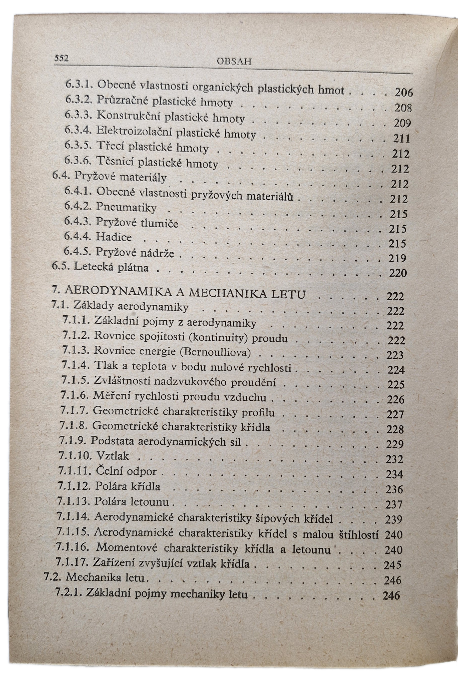 552 OBSAH
6.3.1. Obecné vlastnosti organických plastických hmot . . . . 206
6.3.2. Průzračné plastické hmoty . . . . . . . . . . . 208
6.3.3. Konstrukční plastické hmoty . . . . . . . . . . 209
6.3.4. Elektroizolační plastické hmoty . . . . . . . . . 211
6.3.5. Třecí plastické hmoty . . . . . . . . . . . . . 212
6.3.6. Těsnicí plastické hmoty . . . . . . . . . . . . 212
6.4. Pryžové materiály . . . . . . . . . . . . . . . . 212
6.4.1. Obecné vlastnosti pryžových materiálů . . . . . . . 212
6.4.2. Pneumatiky . . . . . . . . . . . . . . . . . 215
6.4.3. Pryžové tlumiče . . . . . . . . . . . . . . . 215
6.4.4. Hadice . . . . . . . . . . . . . . . . . . . 215
6.4.5. Pryžové nádrže . . . . . . . . . . . . . . . . 219
6.5. Letecká plátna . . . . . . . . . . . . . . . . . . 220
7. AERODYNAMIKA A MECHANIKA LETU . . . . . . . 222
7.1. Základy aerodynamiky . . . . . . . . . . . . . . 222
7.1.1. Základní pojmy z aerodynamiky . . . . . . . . . 222
7.1.2. Rovnice spojitosti (kontinuity) proudu . . . . . . . 222
7.1.3. Rovnice energie (Bernoulliova) . . . . . . . . . . 223
7.1.4. Tlak a teplota v bodu nulové rychlosti . . . . . . . 224
7.1.5. Zvláštnosti nadzvukového proudění . . . . . . . . 225
7.1.6. Měření rychlosti proudu vzduchu . . . . . . . . . 226
7.1.7. Geometrické charakteristiky profilu . . . . . . . . 227
7.1.8. Geometrické charakteristiky křídla . . . . . . . . 228
7.1.9. Podstata aerodynamických sil . . . . . . . . . . 229
7.1.10. Vztlak . . . . . . . . . . . . . . . . . . . 232
7.1.11. Čelní odpor . . . . . . . . . . . . . . . . . 234
7.1.12. Polára křídla . . . . . . . . . . . . . . . . 236
7.1.13. Polára letounu . . . . . . . . . . . . . . . . 237
7.1.14. Aerodynamické charakteristiky šípových křídel . . . . 239
7.1.15. Aerodynamické charakteristiky křídel s malou štíhlostí 240
7.1.16. Momentové charakteristiky křídla a letounu . . . . . 240
7.1.17. Zařízení zvyšující vztlak křídla . . . . . . . . . . 245
7.2. Mechanika letu . . . . . . . . . . . . . . . . . . 246
7.2.1. Základní pojmy mechaniky letu . . . . . . . . . . 246